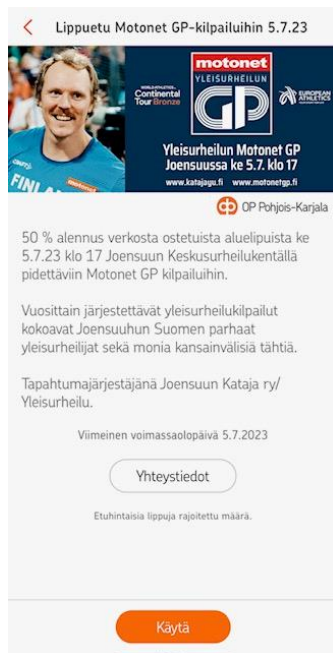 Lippuetu Motonet GP-kilpailuihin 5.7.23
motonet
YLEISURHEILUN
GP
WORLD ATHLETICS
Continental
Tour Bronze
EUROPEAN
ATHLETICS
Yleisurheilun Motonet GP
Joensuussa ke 5.7. klo 17
www.katajagu.fi www.motonetgp.fi
FINLAN
OP Pohjois-Karjala
50 % alennus verkosta ostetuista aluelipuista ke
5.7.23 klo 17 Joensuun Keskusurheilukentällä
pidettäviin Motonet GP kilpailuihin.
Vuosittain järjestettävät yleisurheilukilpailut
kokoavat Joensuuhun Suomen parhaat
yleisurheilijat sekä monia kansainvälisiä tähtiä.
Tapahtumajärjestäjänä Joensuun Kataja ry/
Yleisurheilu.
Viimeinen voimassaolopäivä 5.7.2023
Yhteystiedot
Etuhintaisia lippuja rajoitettu määrä.
Käytä